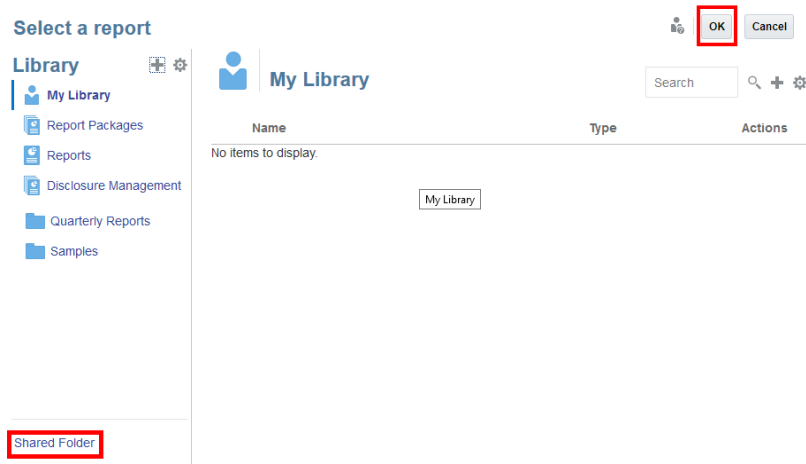 Select a report
OK
Cancel
Library
My Library
Report Packages
Reports
Disclosure Management
Quarterly Reports
Samples
Shared Folder
My Library
Search
Name Type Actions
No items to display.
My Library